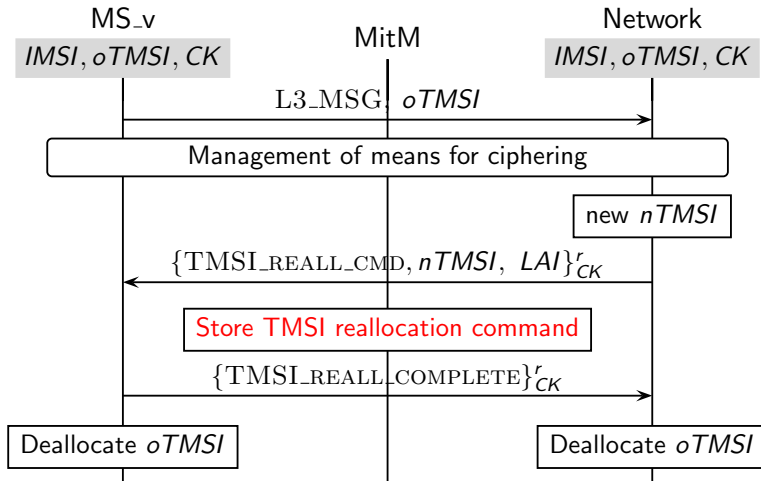 MS_v
MitM
Network
IMSI, oTMSI, CK
IMSI, oTMSI, CK
L3_MSG, oTMSI
Management of means for ciphering
new nTMSI
{TMSI_REALL_CMD, nTMSI, LAI}^r_CK
Store TMSI reallocation command
{TMSI_REALL_COMPLETE}^r_CK
Deallocate oTMSI
Deallocate oTMSI